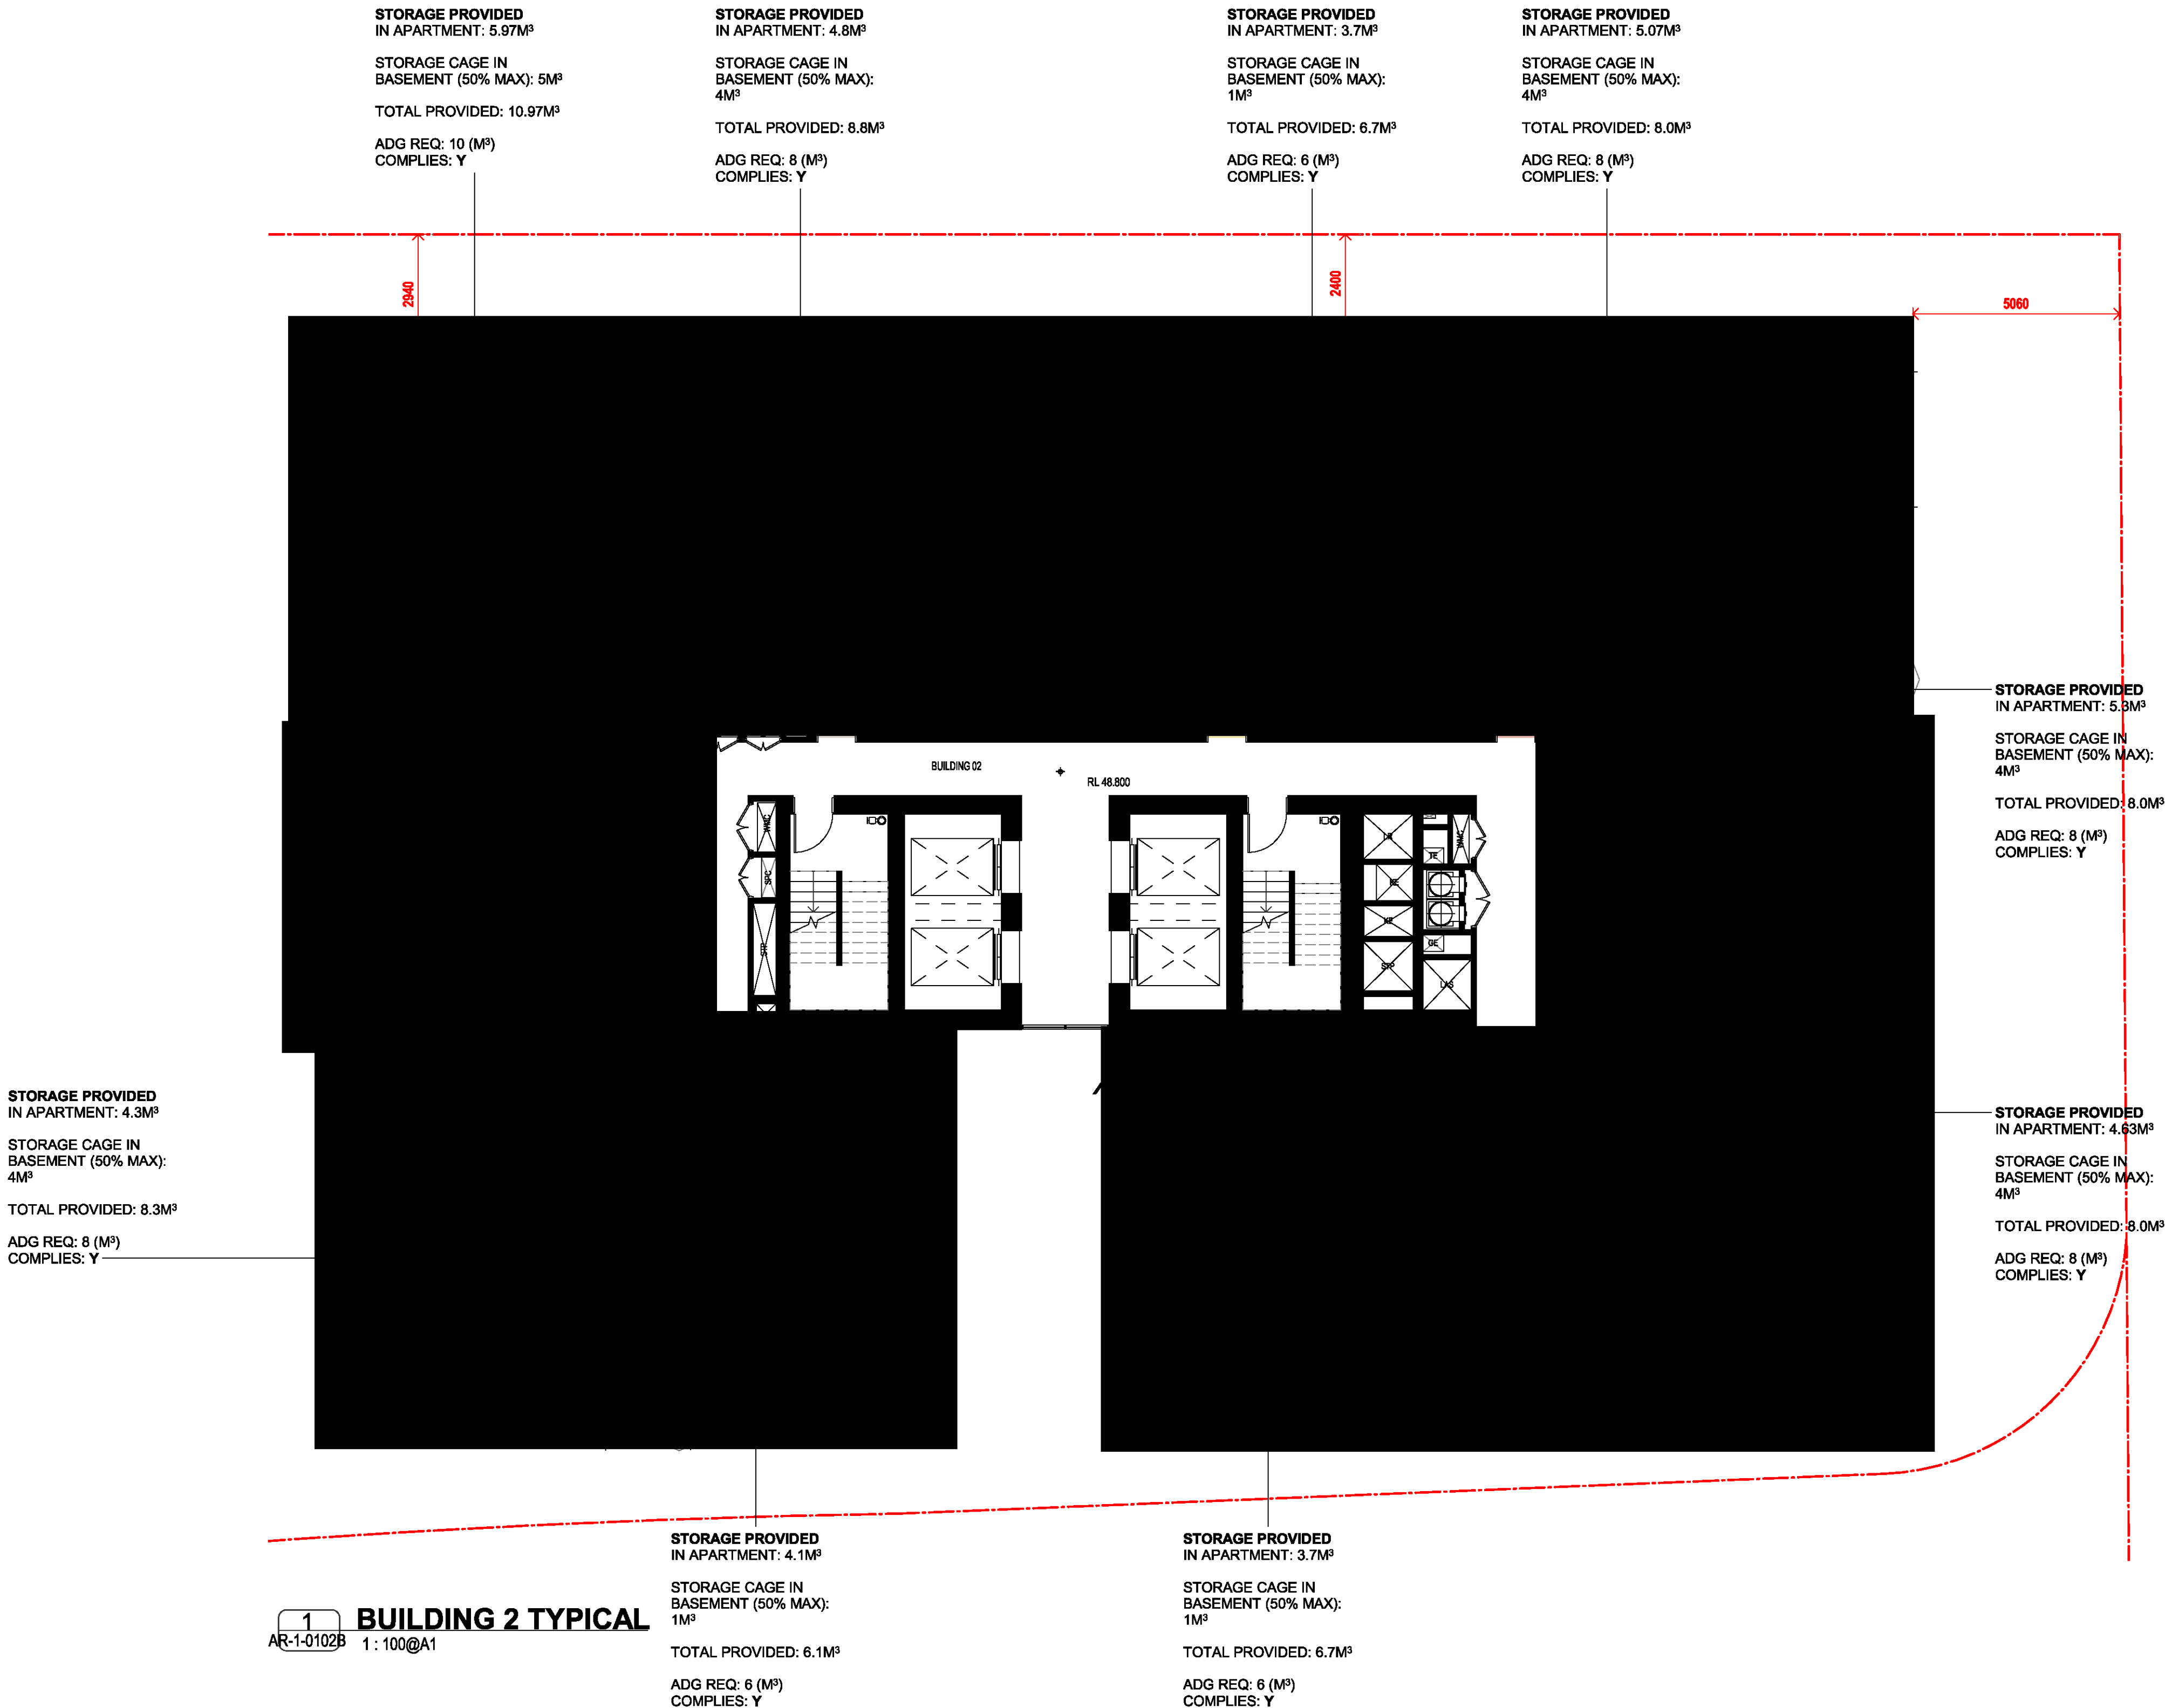 STORAGE PROVIDED
IN APARTMENT: 5.97M³
STORAGE CAGE IN
BASEMENT (50% MAX): 5M³
TOTAL PROVIDED: 10.97M³
ADG REQ: 10 (M³)
COMPLIES: Y
STORAGE PROVIDED
IN APARTMENT: 4.8M³
STORAGE CAGE IN
BASEMENT (50% MAX):
4M³
TOTAL PROVIDED: 8.8M³
ADG REQ: 8 (M³)
COMPLIES: Y
STORAGE PROVIDED
IN APARTMENT: 3.7M³
STORAGE CAGE IN
BASEMENT (50% MAX):
1M³
TOTAL PROVIDED: 6.7M³
ADG REQ: 6 (M³)
COMPLIES: Y
STORAGE PROVIDED
IN APARTMENT: 5.07M³
STORAGE CAGE IN
BASEMENT (50% MAX):
4M³
TOTAL PROVIDED: 8.0M³
ADG REQ: 8 (M³)
COMPLIES: Y
2940
2400
5060
STORAGE PROVIDED
IN APARTMENT: 5.3M³
STORAGE CAGE IN
BASEMENT (50% MAX):
4M³
TOTAL PROVIDED: 8.0M³
ADG REQ: 8 (M³)
COMPLIES: Y
BUILDING 02
RL 48.800
WMC
SPC
STP
LR
TE
WMC
KE
GE
STP
LAS
STORAGE PROVIDED
IN APARTMENT: 4.3M³
STORAGE CAGE IN
BASEMENT (50% MAX):
4M³
TOTAL PROVIDED: 8.3M³
ADG REQ: 8 (M³)
COMPLIES: Y
STORAGE PROVIDED
IN APARTMENT: 4.63M³
STORAGE CAGE IN
BASEMENT (50% MAX):
4M³
TOTAL PROVIDED: 8.0M³
ADG REQ: 8 (M³)
COMPLIES: Y
STORAGE PROVIDED
IN APARTMENT: 4.1M³
STORAGE CAGE IN
BASEMENT (50% MAX):
1M³
TOTAL PROVIDED: 6.1M³
ADG REQ: 6 (M³)
COMPLIES: Y
STORAGE PROVIDED
IN APARTMENT: 3.7M³
STORAGE CAGE IN
BASEMENT (50% MAX):
1M³
TOTAL PROVIDED: 6.7M³
ADG REQ: 6 (M³)
COMPLIES: Y
1
BUILDING 2 TYPICAL
AR-1-0102B
1 : 100@A1